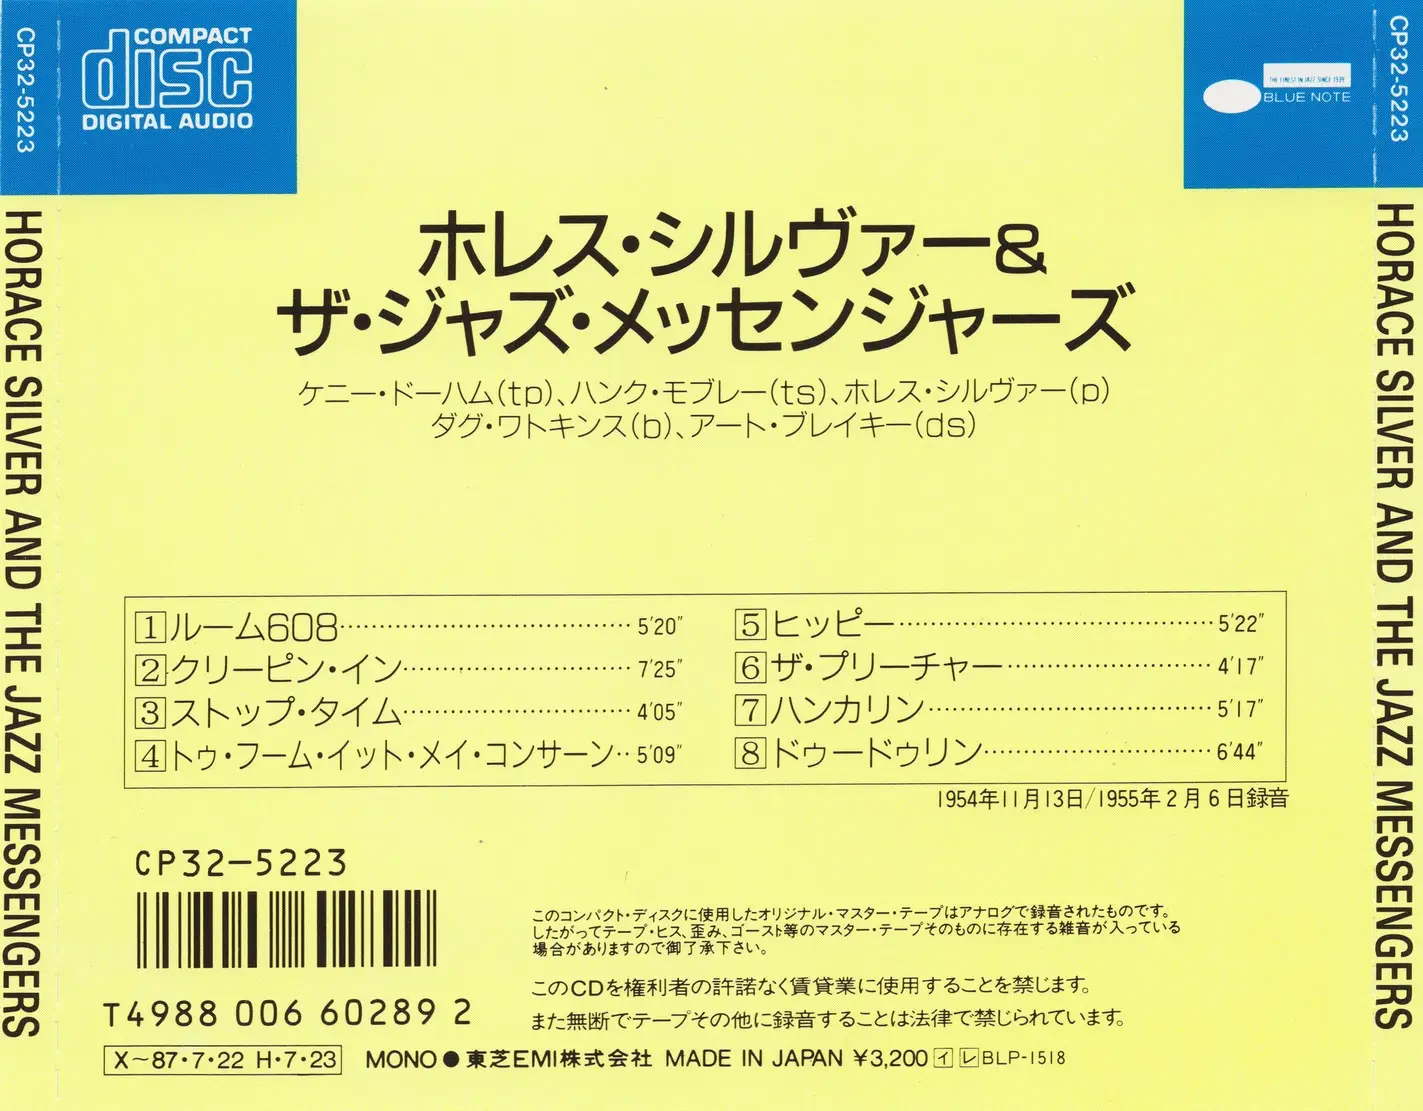 CP32-5223
HORACE SILVER AND THE JAZZ MESSENGERS
COMPACT
disc
DIGITAL AUDIO
THE FINEST IN JAZZ SINCE 1939
BLUE NOTE
CP32-5223
HORACE SILVER AND THE JAZZ MESSENGERS
ホレス・シルヴァー&
ザ・ジャズ・メッセンジャーズ
ケニー・ドーハム(tp)、ハンク・モブレー(ts)、ホレス・シルヴァー(p)
ダグ・ワトキンス(b)、アート・ブレイキー(ds)
1 ルーム608 5'20"
2 クリーピン・イン 7'25"
3 ストップ・タイム 4'05"
4 トゥ・フーム・イット・メイ・コンサーン 5'09"
5 ヒッピー 5'22"
6 ザ・プリーチャー 4'17"
7 ハンカリン 5'17"
8 ドゥードゥリン 6'44"
1954年11月13日/1955年2月6日録音
CP32-5223
T4988 006 60289 2
このコンパクト・ディスクに使用したオリジナル・マスター・テープはアナログで録音されたものです。
したがってテープ・ヒス、歪み、ゴースト等のマスター・テープそのものに存在する雑音が入っている
場合がありますので御了承下さい。
このCDを権利者の許諾なく賃貸業に使用することを禁じます。
また無断でテープその他に録音することは法律で禁じられています。
X〜87・7・22 H・7・23 MONO ● 東芝EMI株式会社 MADE IN JAPAN ¥3,200 イ レ BLP-1518